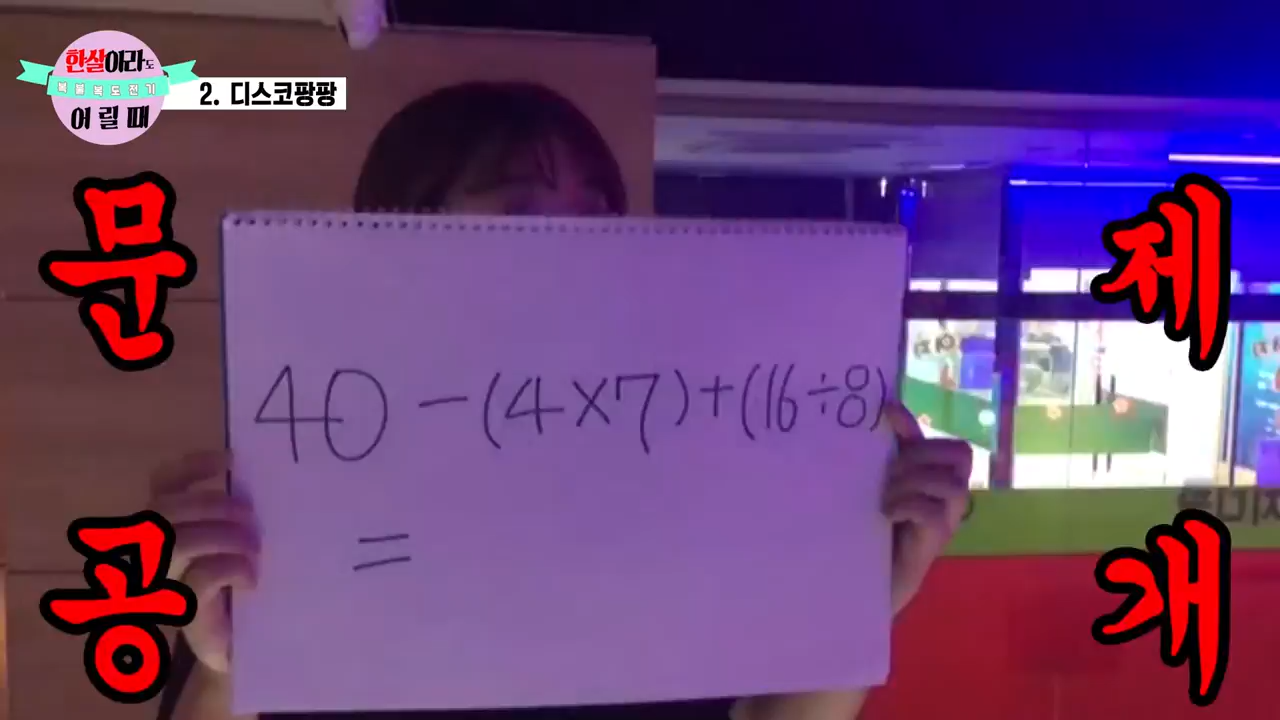 한살이라도
복불복도전기
어릴때
2. 디스코팡팡
문제
공개
40-(4×7)+(16÷8)
=